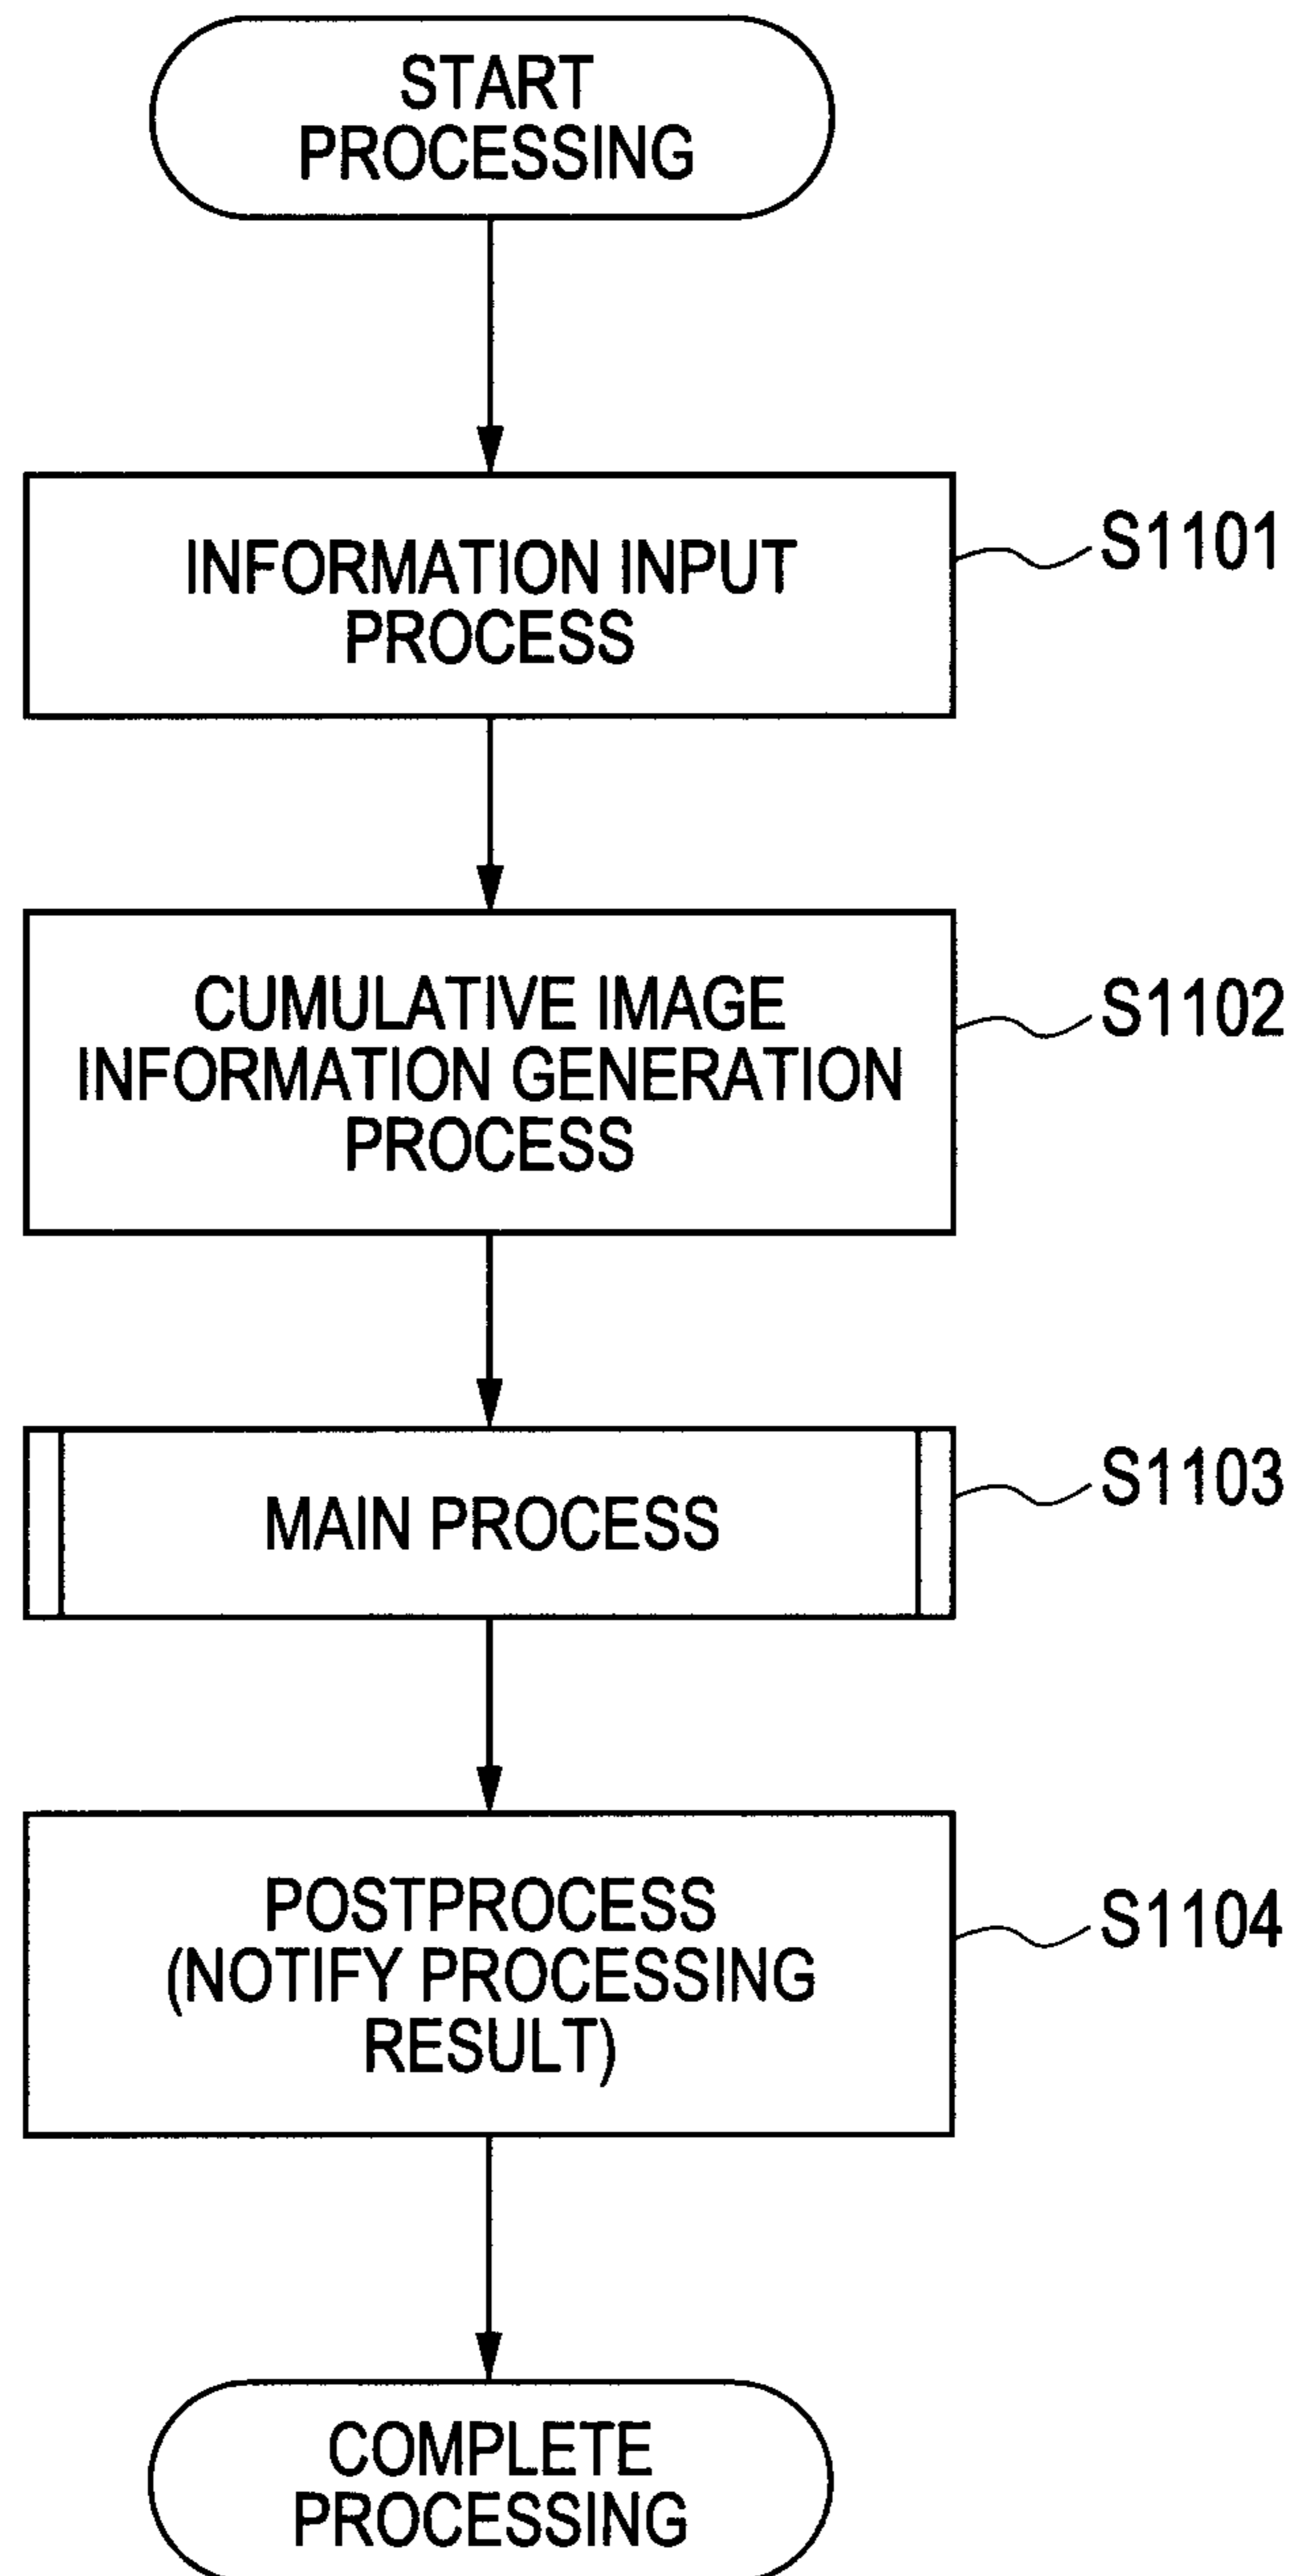 START
PROCESSING
INFORMATION INPUT
PROCESS
S1101
CUMULATIVE IMAGE
INFORMATION GENERATION
PROCESS
S1102
MAIN PROCESS
S1103
POSTPROCESS
(NOTIFY PROCESSING
RESULT)
S1104
COMPLETE
PROCESSING